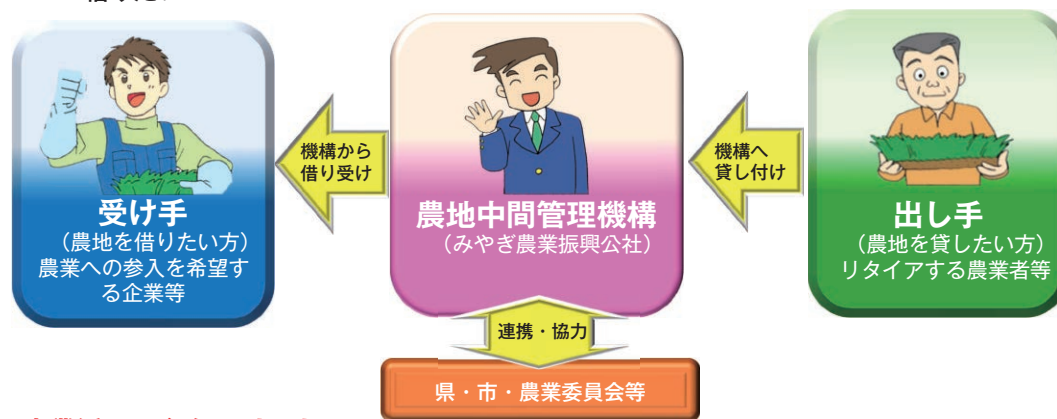 受け手
（農地を借りたい方）
農業への参入を希望す
る企業等
機構から
借り受け
農地中間管理機構
（みやぎ農業振興公社）
機構へ
貸し付け
出し手
（農地を貸したい方）
リタイアする農業者等
連携・協力
県・市・農業委員会等